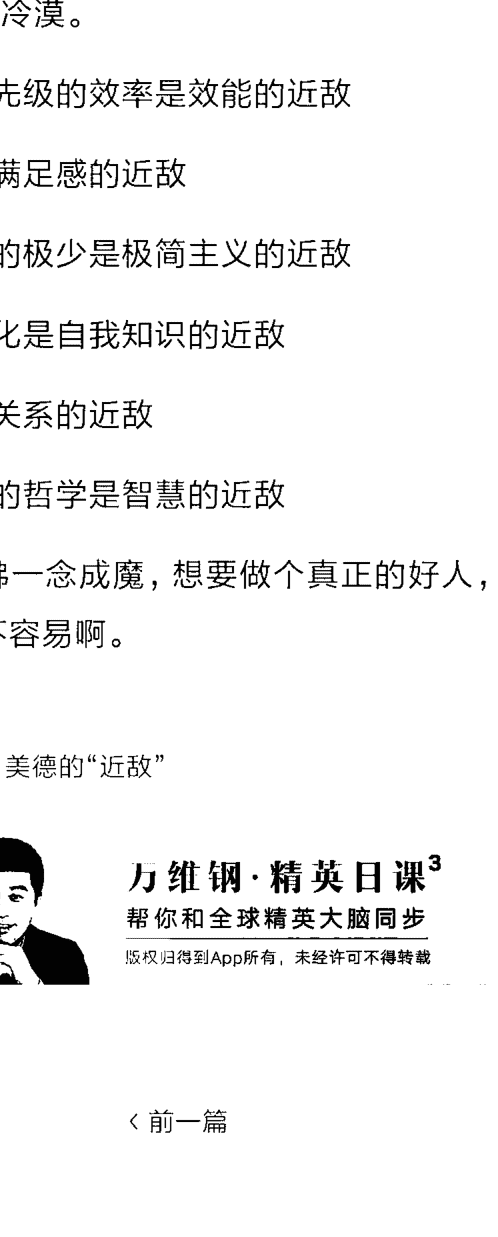 冷漠。
先级的效率是效能的近敌
满足感的近敌
的极少是极简主义的近敌
化是自我知识的近敌
关系的近敌
的哲学是智慧的近敌
佛一念成魔，想要做个真正的好人，
不容易啊。
美德的“近敌”
万维钢·精英日课3
帮你和全球精英大脑同步
版权归得到App所有，未经许可不得转载
< 前一篇